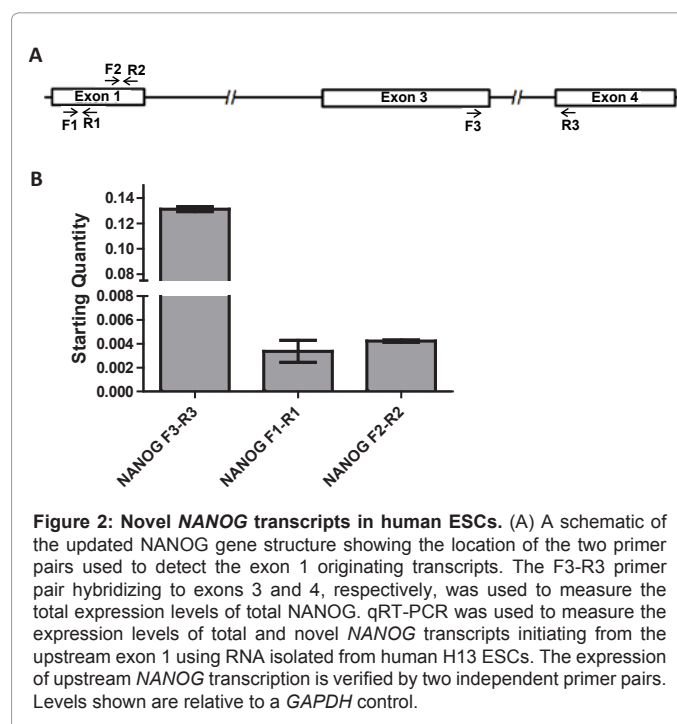 A
F2 R2
Exon 1
Exon 3
Exon 4
F1 R1
F3
R3
B
Starting Quantity
0.14
0.12
0.10
0.08
0.008
0.006
0.004
0.002
0.000
NANOG F3-R3
NANOG F1-R1
NANOG F2-R2
Figure 2: Novel NANOG transcripts in human ESCs. (A) A schematic of
the updated NANOG gene structure showing the location of the two primer
pairs used to detect the exon 1 originating transcripts. The F3-R3 primer
pair hybridizing to exons 3 and 4, respectively, was used to measure the
total expression levels of total NANOG. qRT-PCR was used to measure the
expression levels of total and novel NANOG transcripts initiating from the
upstream exon 1 using RNA isolated from human H13 ESCs. The expression
of upstream NANOG transcription is verified by two independent primer pairs.
Levels shown are relative to a GAPDH control.